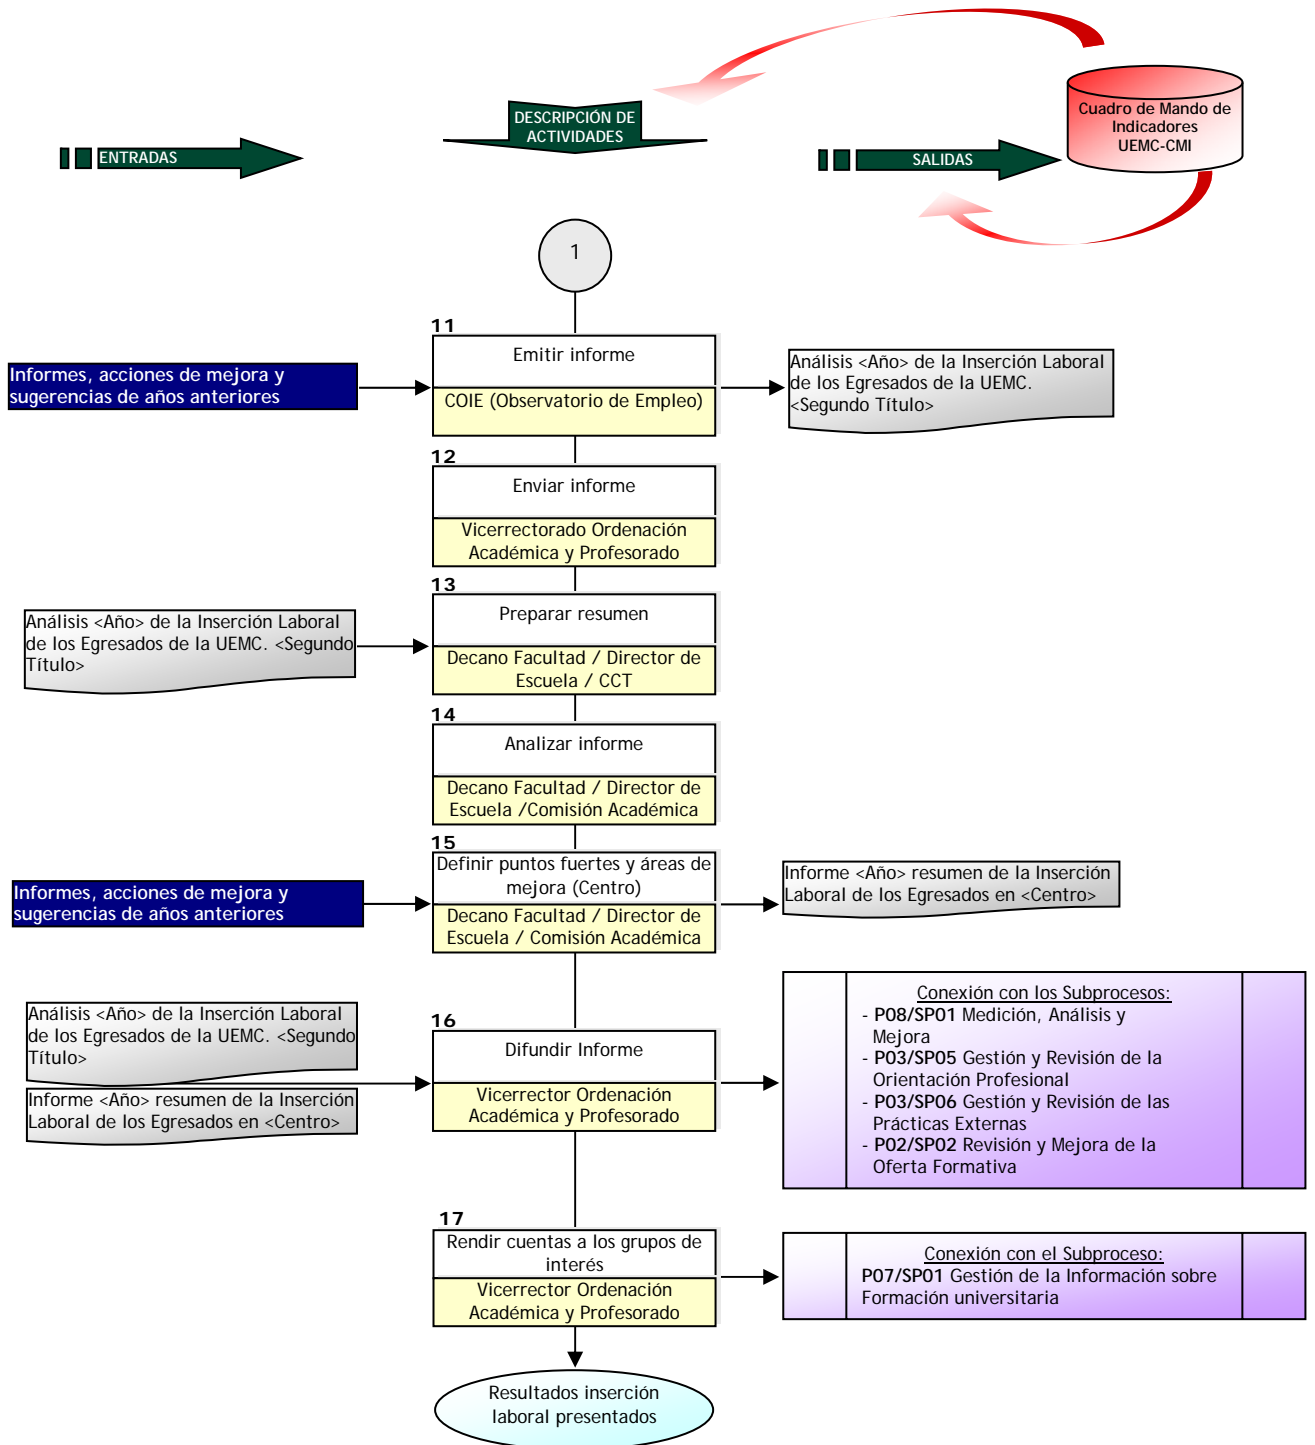 Cuadro de Mando de
Indicadores
UEMC-CMI
DESCRIPCIÓN DE
ACTIVIDADES
ENTRADAS
SALIDAS
1
11
Emitir informe
COIE (Observatorio de Empleo)
Informes, acciones de mejora y
sugerencias de años anteriores
Análisis <Año> de la Inserción Laboral
de los Egresados de la UEMC.
<Segundo Título>
12
Enviar informe
Vicerrectorado Ordenación
Académica y Profesorado
13
Preparar resumen
Decano Facultad / Director de
Escuela / CCT
Análisis <Año> de la Inserción Laboral
de los Egresados de la UEMC. <Segundo
Título>
14
Analizar informe
Decano Facultad / Director de
Escuela /Comisión Académica
15
Definir puntos fuertes y áreas de
mejora (Centro)
Decano Facultad / Director de
Escuela / Comisión Académica
Informes, acciones de mejora y
sugerencias de años anteriores
Informe <Año> resumen de la Inserción
Laboral de los Egresados en <Centro>
Análisis <Año> de la Inserción Laboral
de los Egresados de la UEMC. <Segundo
Título>
Informe <Año> resumen de la Inserción
Laboral de los Egresados en <Centro>
16
Difundir Informe
Vicerrector Ordenación
Académica y Profesorado
Conexión con los Subprocesos:
- P08/SP01 Medición, Análisis y
Mejora
- P03/SP05 Gestión y Revisión de la
Orientación Profesional
- P03/SP06 Gestión y Revisión de las
Prácticas Externas
- P02/SP02 Revisión y Mejora de la
Oferta Formativa
17
Rendir cuentas a los grupos de
interés
Vicerrector Ordenación
Académica y Profesorado
Conexión con el Subproceso:
P07/SP01 Gestión de la Información sobre
Formación universitaria
Resultados inserción
laboral presentados